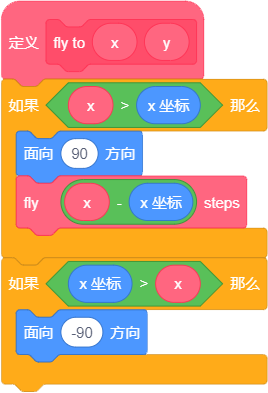 定义 fly to x y
如果 x > x 坐标 那么
面向 90 方向
fly x - x 坐标 steps
如果 x 坐标 > x 那么
面向 -90 方向